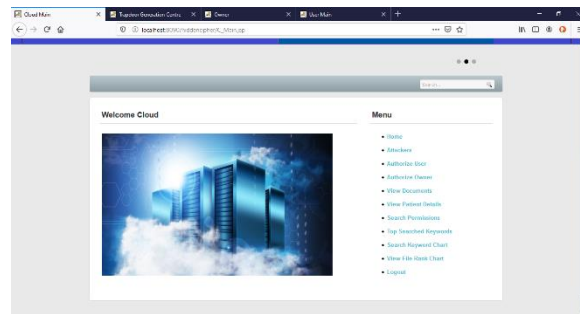 Cloud Main
Trapdoor Generation Centre
Owner
User Main
Search...
Welcome Cloud
Menu
Home
Attackers
Authorize User
Authorize Owner
View Documents
View Patient Details
Search Permissions
Top Searched Keywords
Search Keyword Chart
View File Rank Chart
Logout